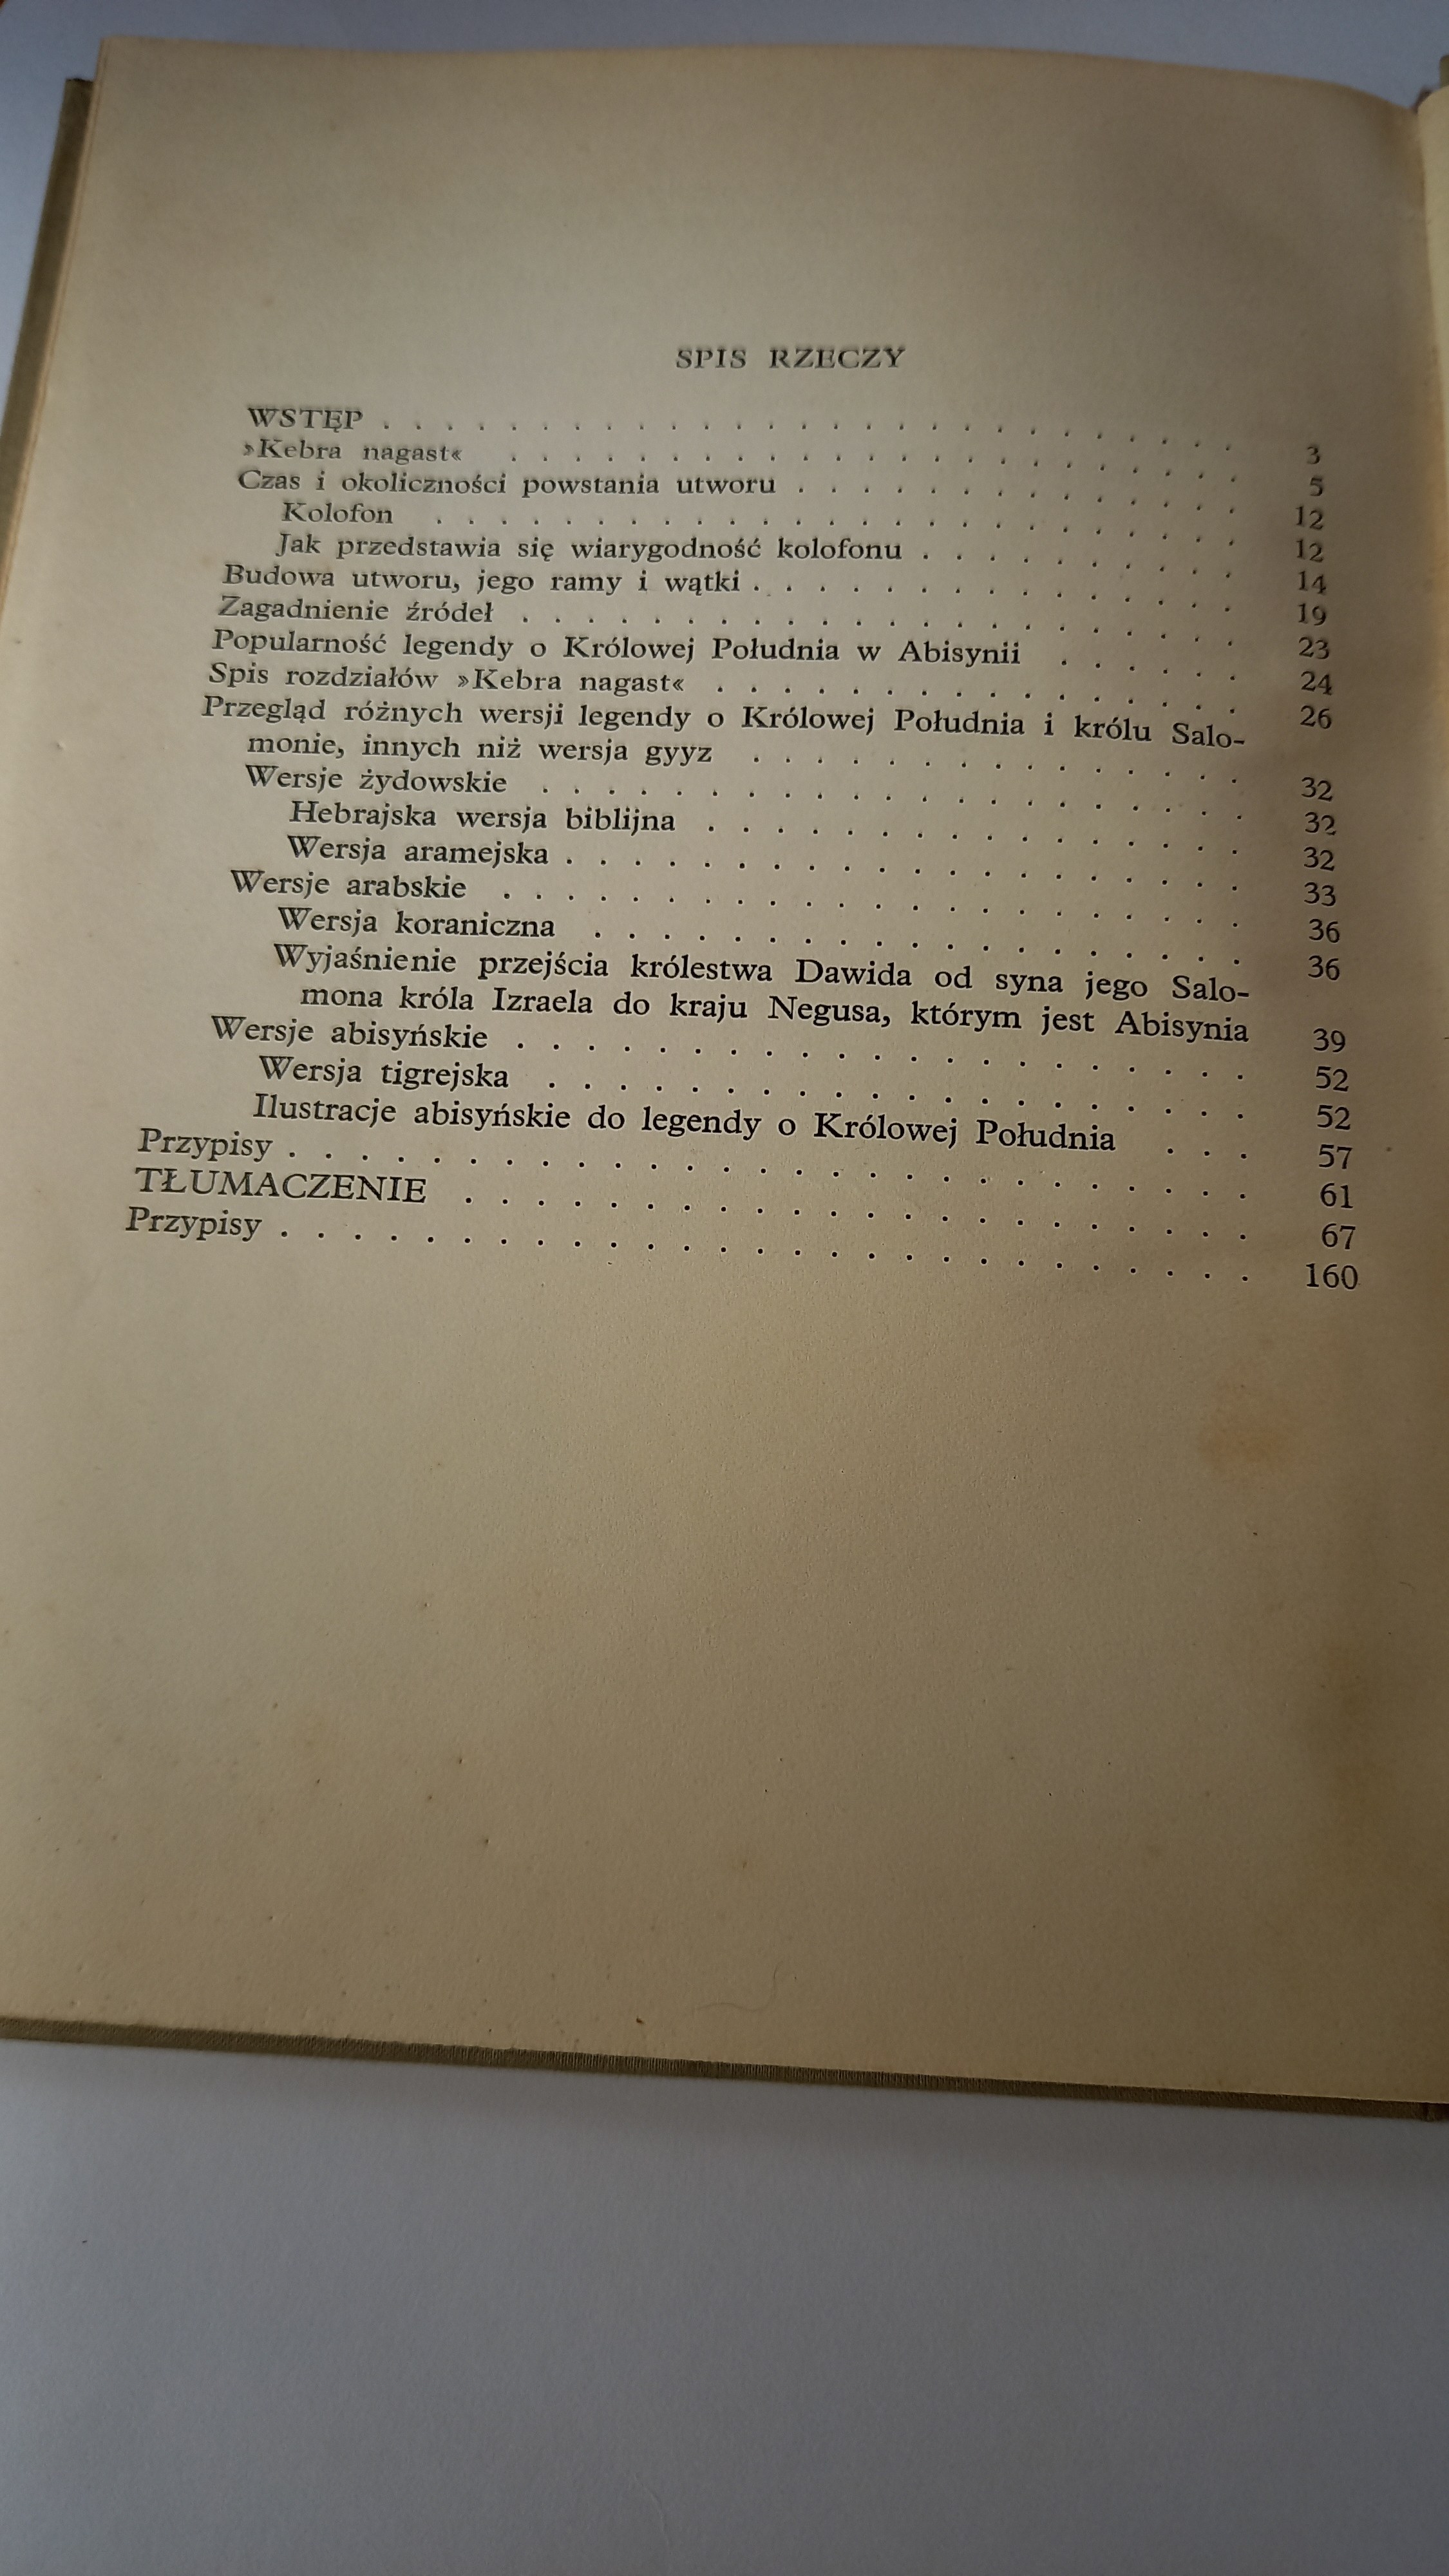 SPIS RZECZY
WSTĘP . . . . . . . . . . . . . . . . . . . . . . . . . . . 3
»Kebra nagast« . . . . . . . . . . . . . . . . . . . . . . . 5
Czas i okoliczności powstania utworu . . . . . . . . . . . . . . 12
Kolofon . . . . . . . . . . . . . . . . . . . . . . . . . 12
Jak przedstawia się wiarygodność kolofonu . . . . . . . . . . 14
Budowa utworu, jego ramy i wątki . . . . . . . . . . . . . . . 19
Zagadnienie źródeł . . . . . . . . . . . . . . . . . . . . . . 23
Popularność legendy o Królowej Południa w Abisynii . . . . . . 24
Spis rozdziałów »Kebra nagast« . . . . . . . . . . . . . . . . 26
Przegląd różnych wersji legendy o Królowej Południa i królu Salo-
monie, innych niż wersja gyyz . . . . . . . . . . . . . . . 32
Wersje żydowskie . . . . . . . . . . . . . . . . . . . . . 32
Hebrajska wersja biblijna . . . . . . . . . . . . . . . . 32
Wersja aramejska . . . . . . . . . . . . . . . . . . . . 33
Wersje arabskie . . . . . . . . . . . . . . . . . . . . . . 36
Wersja koraniczna . . . . . . . . . . . . . . . . . . . 36
Wyjaśnienie przejścia królestwa Dawida od syna jego Salo-
mona króla Izraela do kraju Negusa, którym jest Abisynia 39
Wersje abisyńskie . . . . . . . . . . . . . . . . . . . . . 52
Wersja tigrejska . . . . . . . . . . . . . . . . . . . . 52
Ilustracje abisyńskie do legendy o Królowej Południa . . . 57
Przypisy . . . . . . . . . . . . . . . . . . . . . . . . . . . 61
TŁUMACZENIE . . . . . . . . . . . . . . . . . . . . . . 67
Przypisy . . . . . . . . . . . . . . . . . . . . . . . . . . . 160